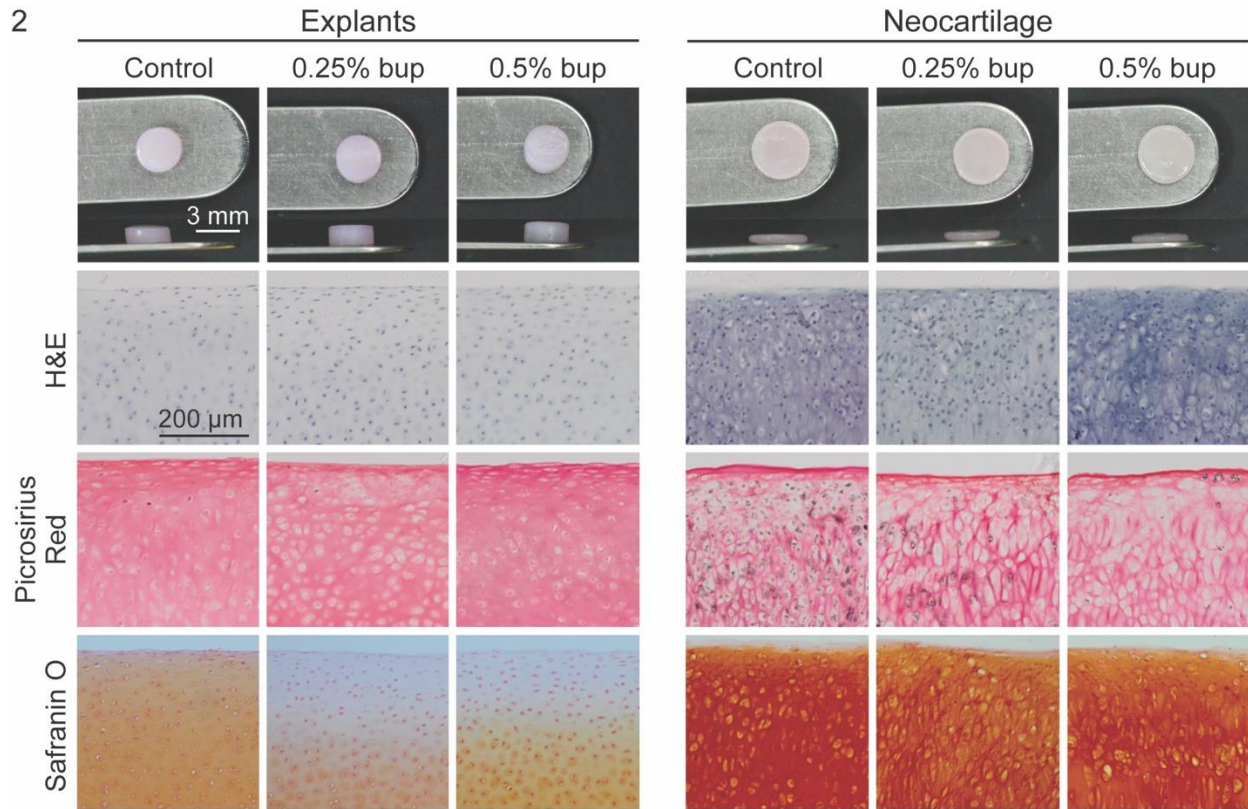 2
Explants
Neocartilage
Control
0.25% bup
0.5% bup
Control
0.25% bup
0.5% bup
3 mm
H&E
200 µm
Picrosirius
Red
Safranin O